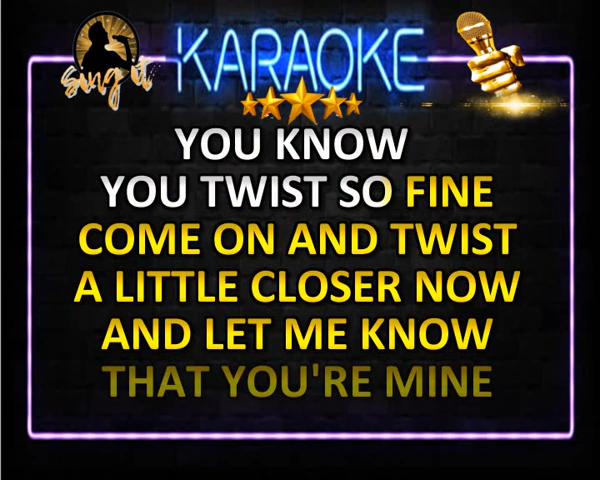 Sing it
KARAOKE
YOU KNOW
YOU TWIST SO FINE
COME ON AND TWIST
A LITTLE CLOSER NOW
AND LET ME KNOW
THAT YOU'RE MINE